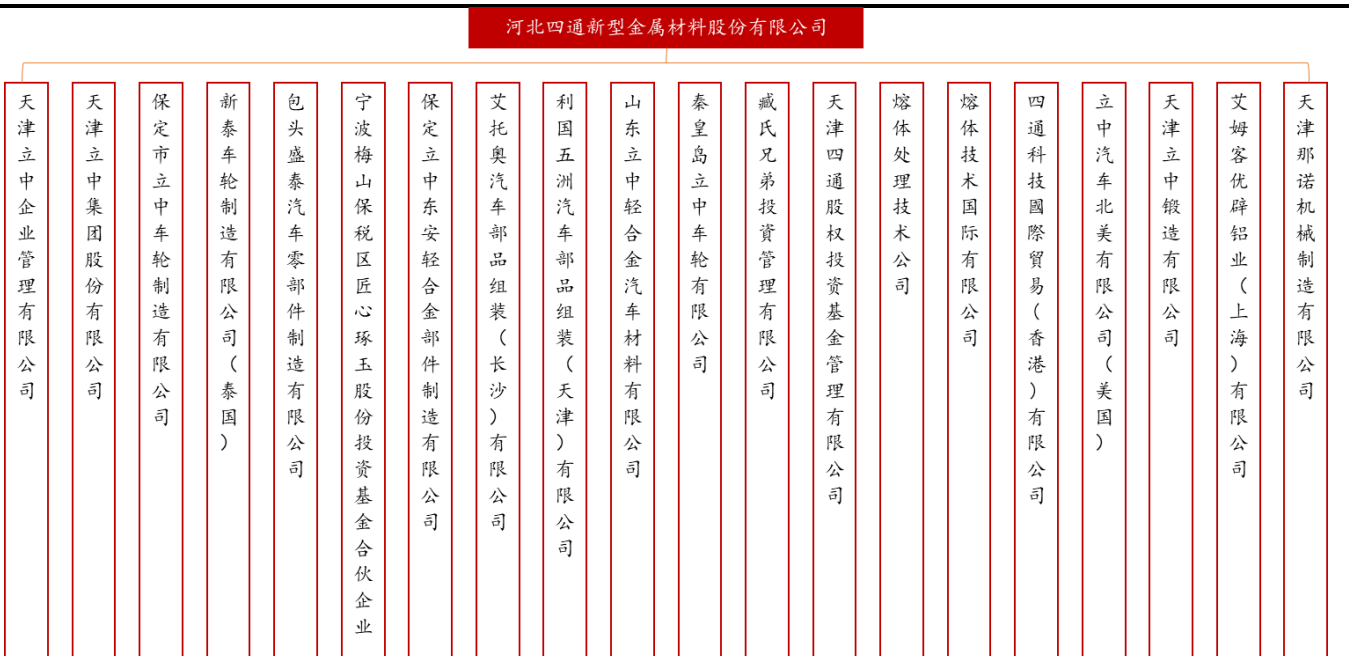 河北四通新型金属材料股份有限公司
天津立中企业管理有限公司
天津立中集团股份有限公司
保定市立中车轮制造有限公司
新泰车轮制造有限公司（泰国）
包头盛泰汽车零部件制造有限公司
宁波梅山保税区匠心琢玉股份投资基金合伙企业
保定立中东安轻合金部件制造有限公司
艾托奥汽车部品组装（长沙）有限公司
利国五洲汽车部品组装（天津）有限公司
山东立中轻合金汽车材料有限公司
秦皇岛立中车轮有限公司
臧氏兄弟投資管理有限公司
天津四通股权投资基金管理有限公司
熔体处理技术公司
熔体技术国际有限公司
四通科技國際貿易（香港）有限公司
立中汽车北美有限公司（美国）
天津立中锻造有限公司
艾姆客优辟铝业（上海）有限公司
天津那诺机械制造有限公司